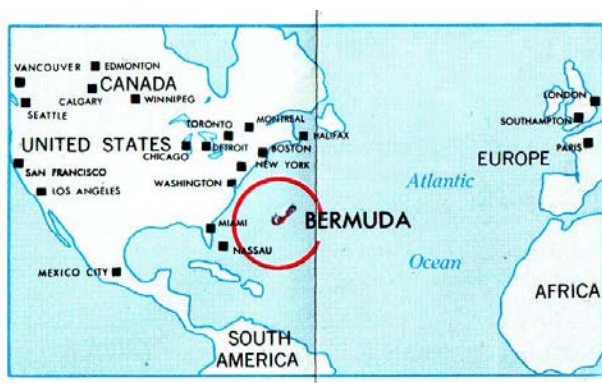 VANCOUVER
EDMONTON
CANADA
CALGARY
WINNIPEG
SEATTLE
TORONTO
MONTREAL
HALIFAX
UNITED STATES
CHICAGO
DETROIT
BOSTON
NEW YORK
SAN FRANCISCO
WASHINGTON
LOS ANGELES
MIAMI
BERMUDA
NASSAU
MEXICO CITY
SOUTH
AMERICA
Atlantic
Ocean
LONDON
SOUTHAMPTON
PARIS
EUROPE
AFRICA